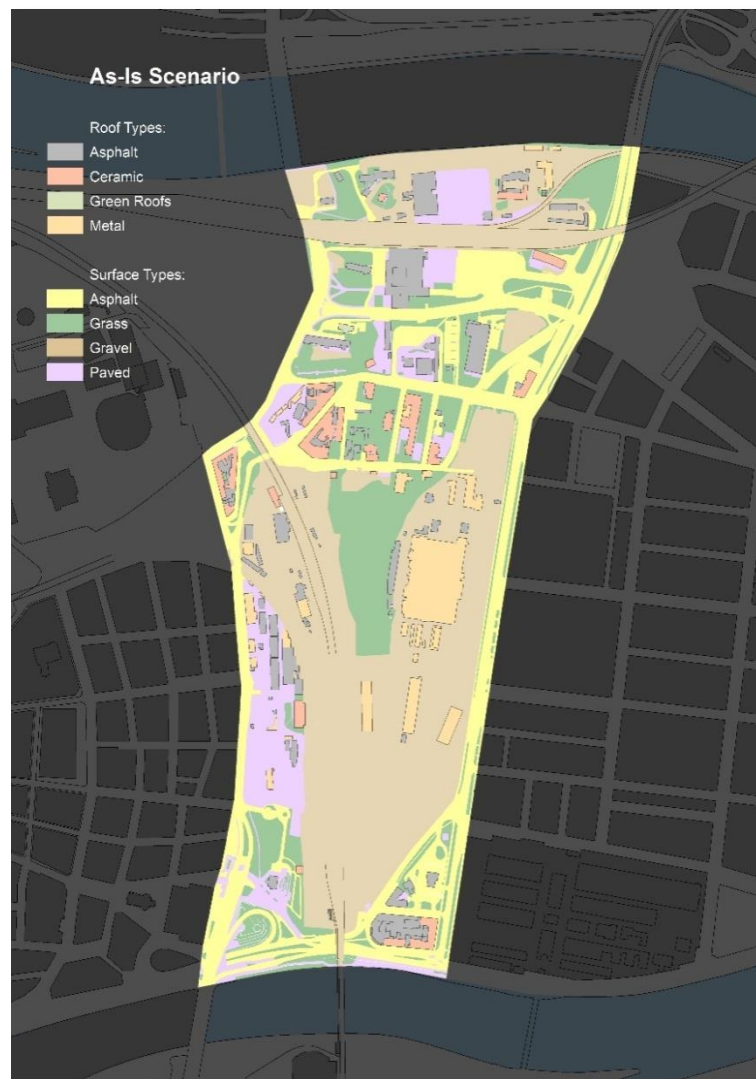 As-Is Scenario
Roof Types:
Asphalt
Ceramic
Green Roofs
Metal
Surface Types:
Asphalt
Grass
Gravel
Paved